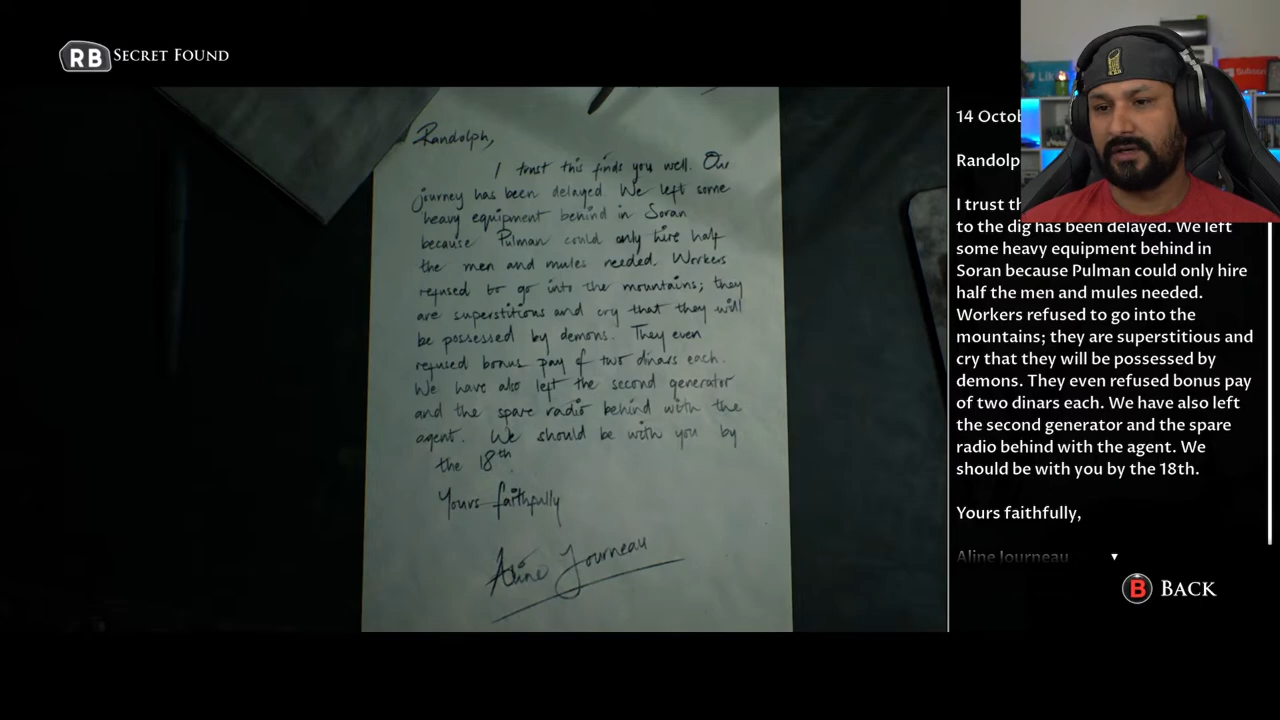 RB SECRET FOUND
Randolph,
I trust this finds you well. Our
journey has been delayed. We left some
heavy equipment behind in Soran
because Pulman could only hire half
the men and mules needed. Workers
refused to go into the mountains; they
are superstitious and cry that they will
be possessed by demons. They even
refused bonus pay of two dinars each.
We have also left the second generator
and the spare radio behind with the
agent. We should be with you by
the 18th.
Yours faithfully
Aline Journeau
14 Octob
Randolp
I trust th
to the dig has been delayed. We left
some heavy equipment behind in
Soran because Pulman could only hire
half the men and mules needed.
Workers refused to go into the
mountains; they are superstitious and
cry that they will be possessed by
demons. They even refused bonus pay
of two dinars each. We have also left
the second generator and the spare
radio behind with the agent. We
should be with you by the 18th.
Yours faithfully,
Aline Journeau
B BACK